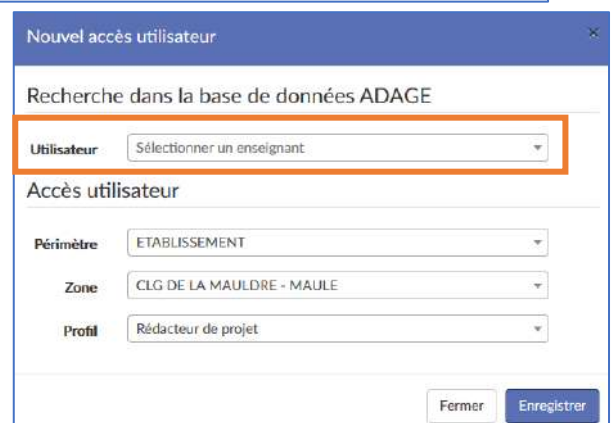 Nouvel accès utilisateur ×
Recherche dans la base de données ADAGE
Utilisateur Sélectionner un enseignant
Accès utilisateur
Périmètre ETABLISSEMENT
Zone CLG DE LA MAULDRE - MAULE
Profil Rédacteur de projet
Fermer Enregistrer